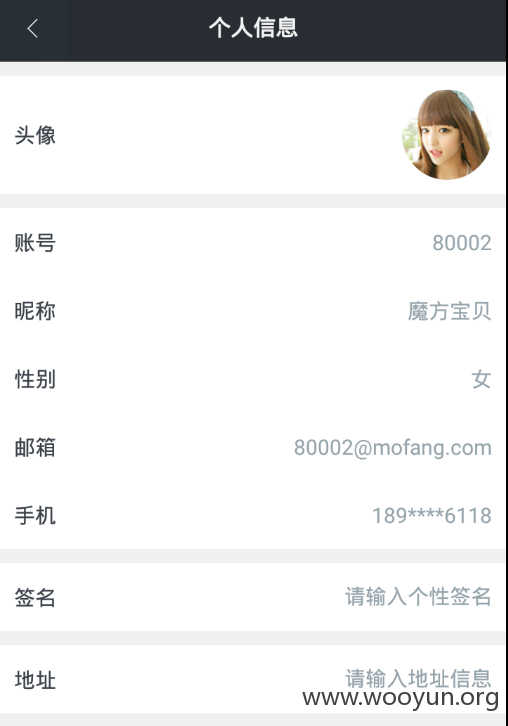 个人信息
头像
账号 80002
昵称 魔方宝贝
性别 女
邮箱 80002@mofang.com
手机 189****6118
签名 请输入个性签名
地址 请输入地址信息
www.wooyun.org